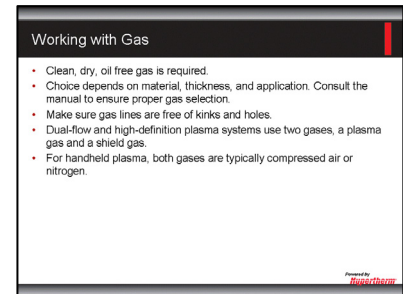 Working with Gas
• Clean, dry, oil free gas is required.
• Choice depends on material, thickness, and application. Consult the
manual to ensure proper gas selection.
• Make sure gas lines are free of kinks and holes.
• Dual-flow and high-definition plasma systems use two gases, a plasma
gas and a shield gas.
• For handheld plasma, both gases are typically compressed air or
nitrogen.
Powered by
Hypertherm